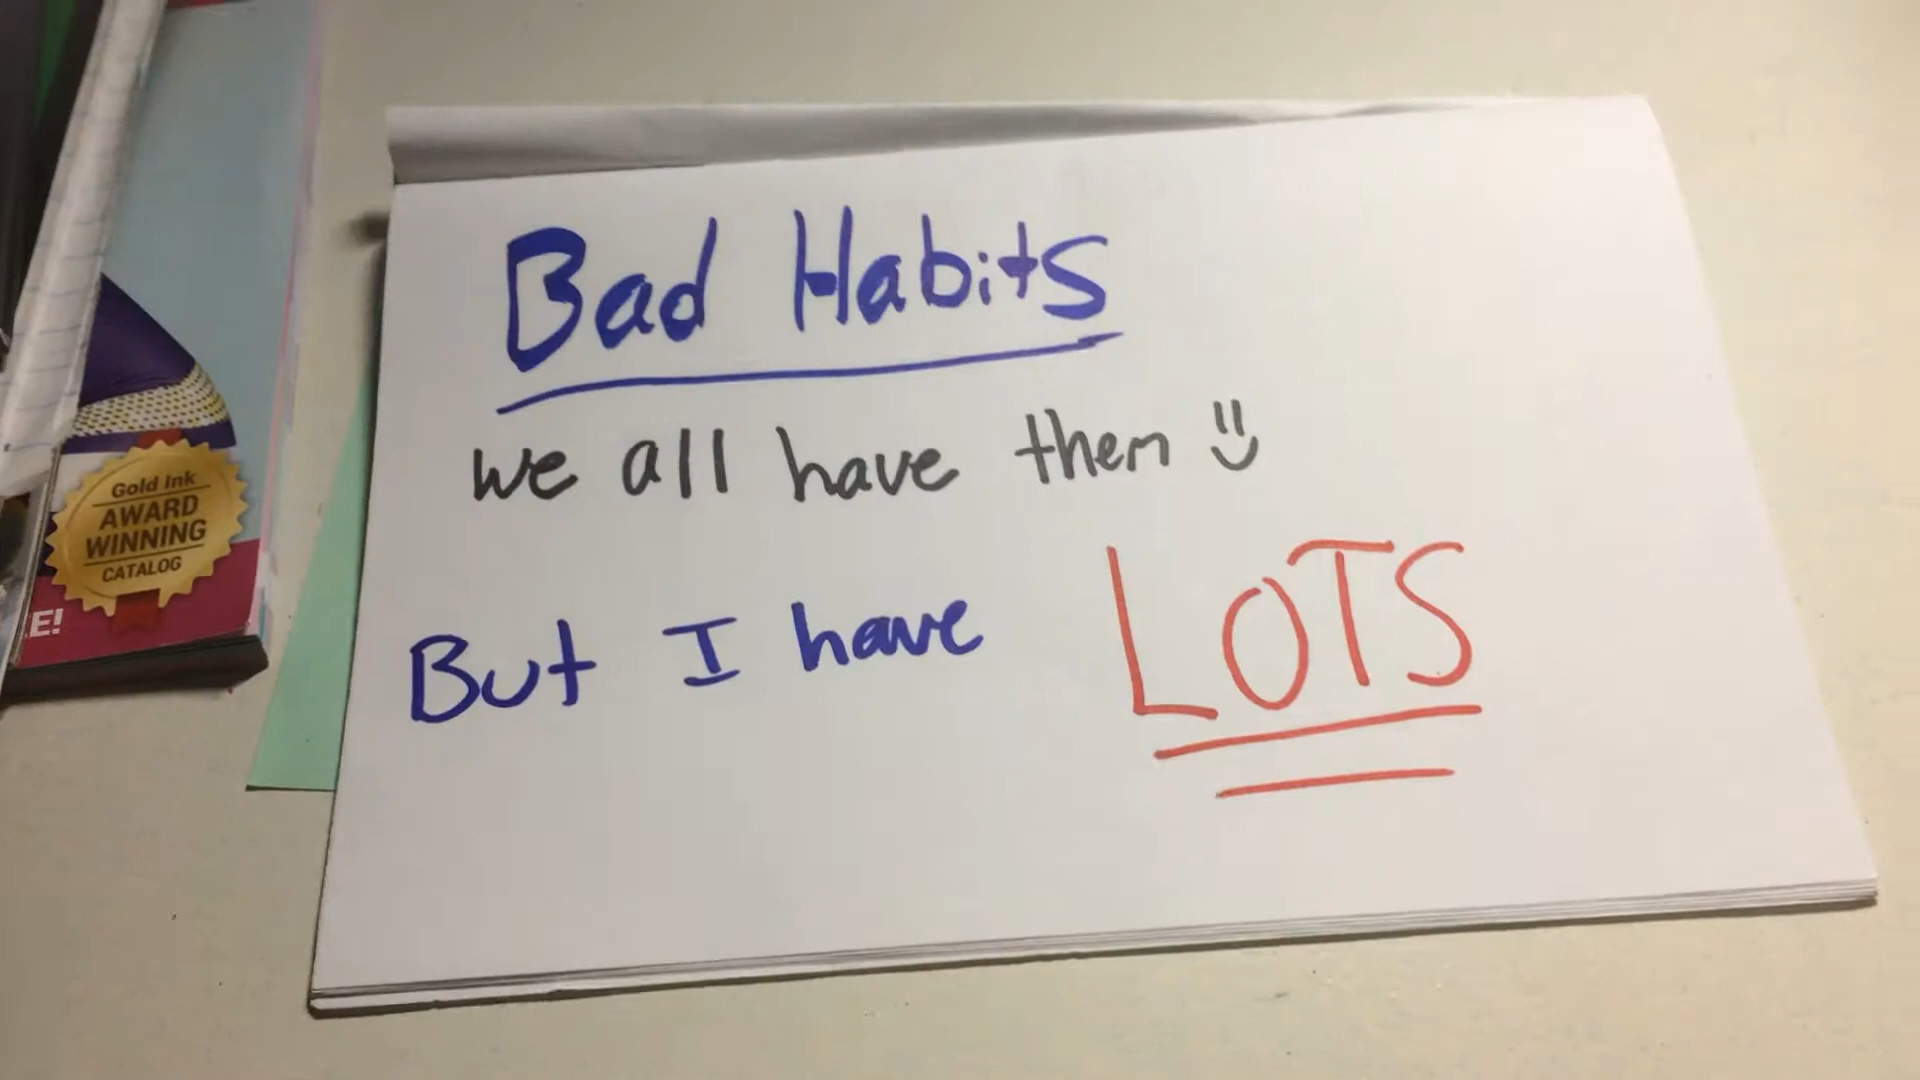 Bad Habits
we all have them
But I have LOTS
Gold Ink
AWARD
WINNING
CATALOG
E!